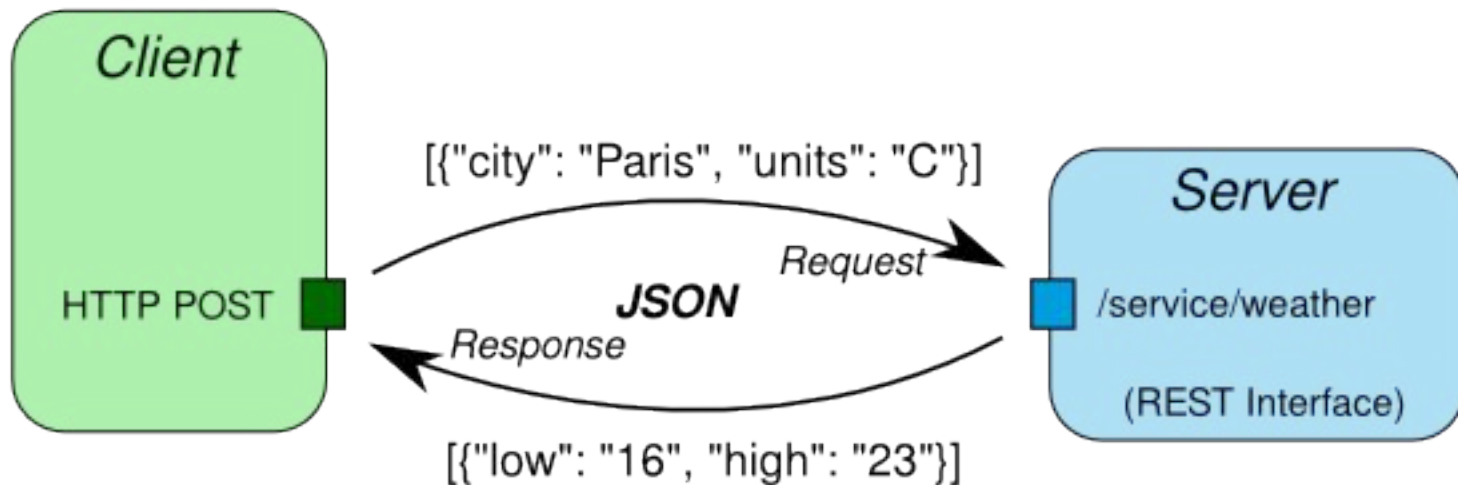 Client
HTTP POST
[{"city": "Paris", "units": "C"}]
Request
JSON
Response
[{"low": "16", "high": "23"}]
Server
/service/weather
(REST Interface)